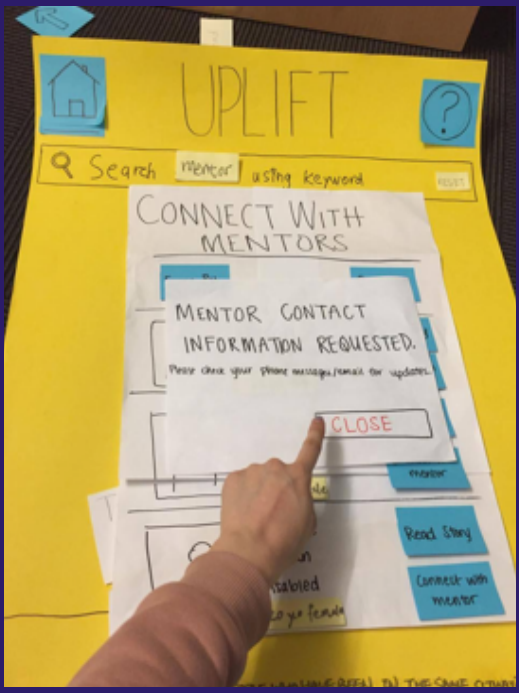 UPLIFT
?
Search mentor using keyword
RESET
CONNECT WITH
MENTORS
MENTOR CONTACT
INFORMATION REQUESTED.
Please check your phone messages/email for updates.
CLOSE
mentor
Read Story
Connect with
mentor
female